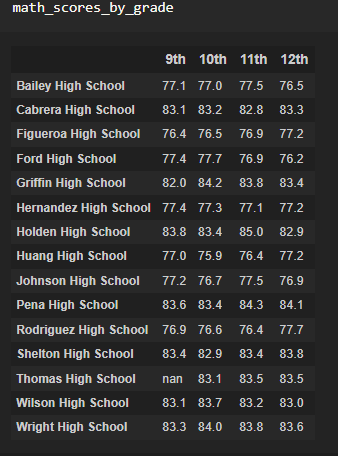 math_scores_by_grade
9th 10th 11th 12th
Bailey High School 77.1 77.0 77.5 76.5
Cabrera High School 83.1 83.2 82.8 83.3
Figueroa High School 76.4 76.5 76.9 77.2
Ford High School 77.4 77.7 76.9 76.2
Griffin High School 82.0 84.2 83.8 83.4
Hernandez High School 77.4 77.3 77.1 77.2
Holden High School 83.8 83.4 85.0 82.9
Huang High School 77.0 75.9 76.4 77.2
Johnson High School 77.2 76.7 77.5 76.9
Pena High School 83.6 83.4 84.3 84.1
Rodriguez High School 76.9 76.6 76.4 77.7
Shelton High School 83.4 82.9 83.4 83.8
Thomas High School nan 83.1 83.5 83.5
Wilson High School 83.1 83.7 83.2 83.0
Wright High School 83.3 84.0 83.8 83.6